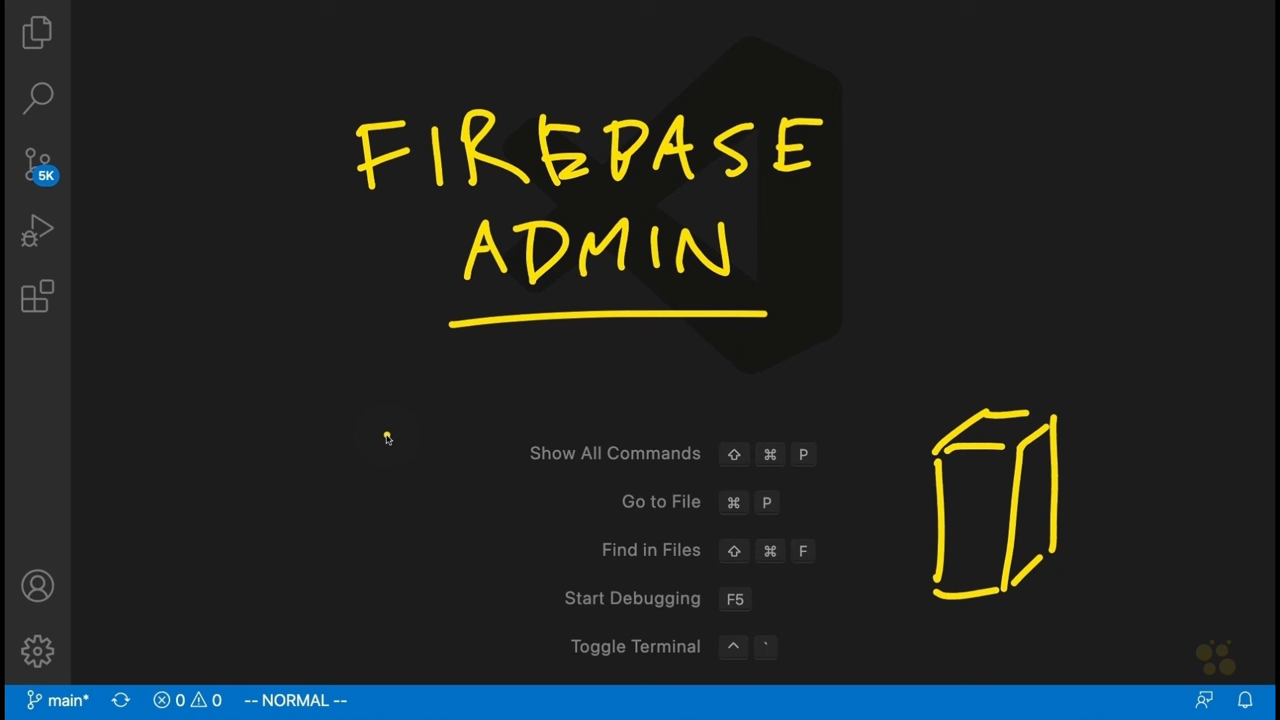 5K
FIREBASE
ADMIN
Show All Commands ⇧ ⌘ P
Go to File ⌘ P
Find in Files ⇧ ⌘ F
Start Debugging F5
Toggle Terminal ^ `
main* 0 0 -- NORMAL --